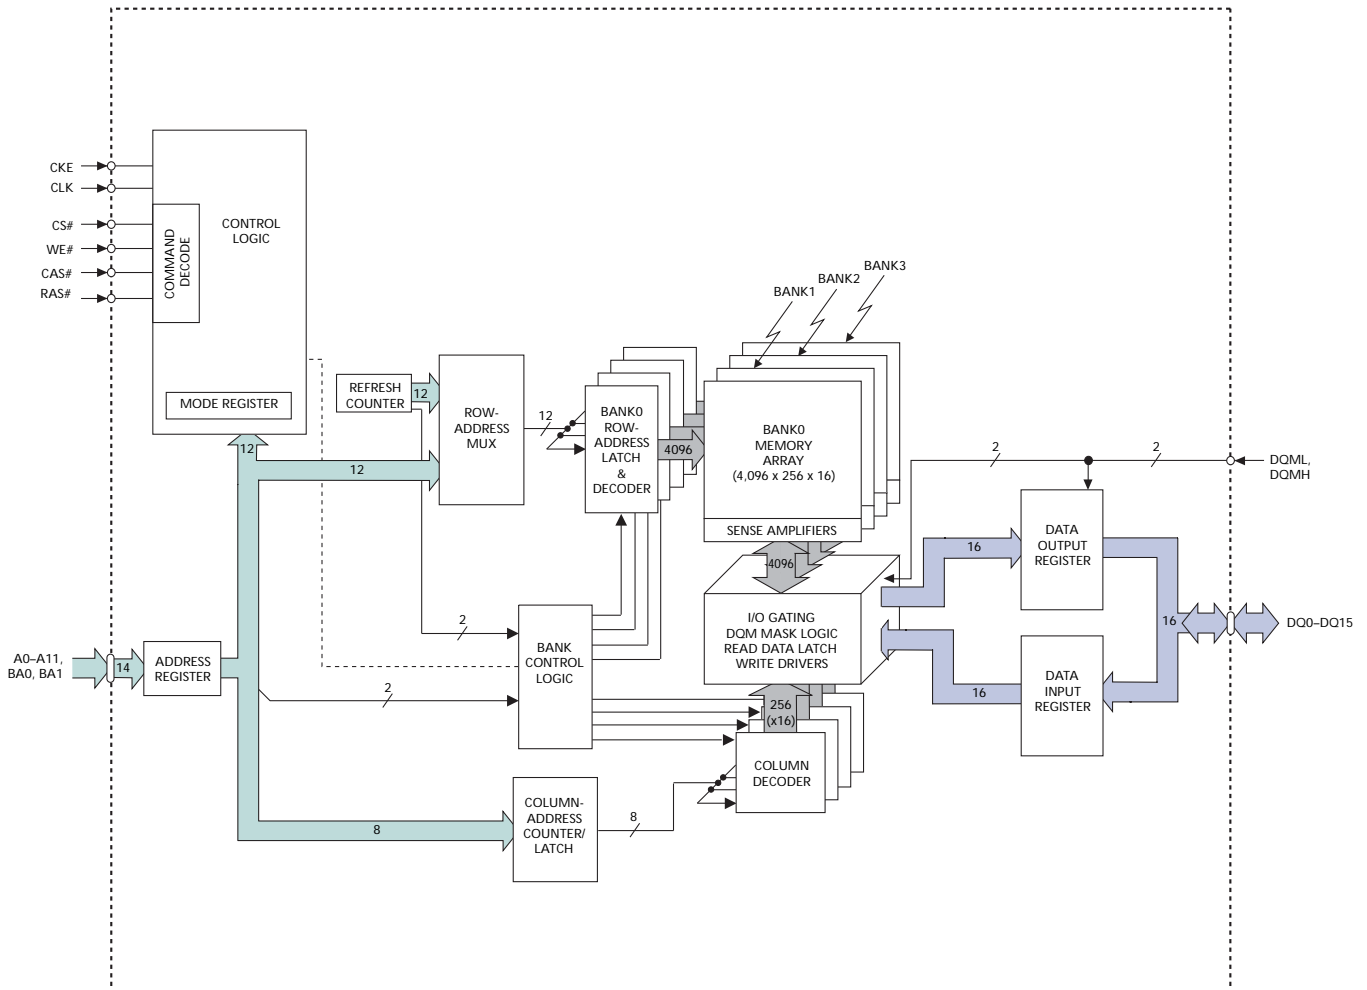 CKE
CLK
CS#
WE#
CAS#
RAS#
COMMAND
DECODE
CONTROL
LOGIC
MODE REGISTER
12
REFRESH
COUNTER
12
12
ROW-
ADDRESS
MUX
12
BANK0
ROW-
ADDRESS
LATCH
&
DECODER
4096
BANK1
BANK2
BANK3
BANK0
MEMORY
ARRAY
(4,096 x 256 x 16)
SENSE AMPLIFIERS
4096
I/O GATING
DQM MASK LOGIC
READ DATA LATCH
WRITE DRIVERS
2
2
DQML,
DQMH
16
DATA
OUTPUT
REGISTER
16
DQ0–DQ15
16
DATA
INPUT
REGISTER
A0–A11,
BA0, BA1
14
ADDRESS
REGISTER
2
2
BANK
CONTROL
LOGIC
256
(x16)
COLUMN
DECODER
8
COLUMN-
ADDRESS
COUNTER/
LATCH
8